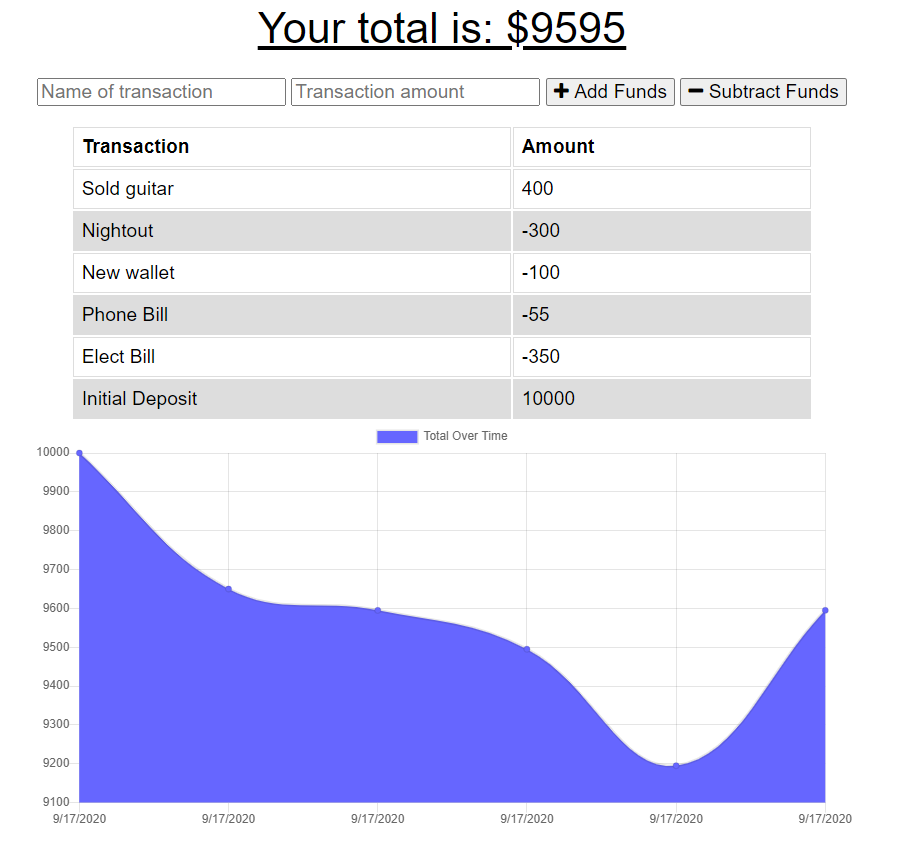 Your total is: $9595
Name of transaction Transaction amount Add Funds Subtract Funds
Transaction Amount
Sold guitar 400
Nightout -300
New wallet -100
Phone Bill -55
Elect Bill -350
Initial Deposit 10000
Total Over Time
10000
9900
9800
9700
9600
9500
9400
9300
9200
9100
9/17/2020 9/17/2020 9/17/2020 9/17/2020 9/17/2020 9/17/2020